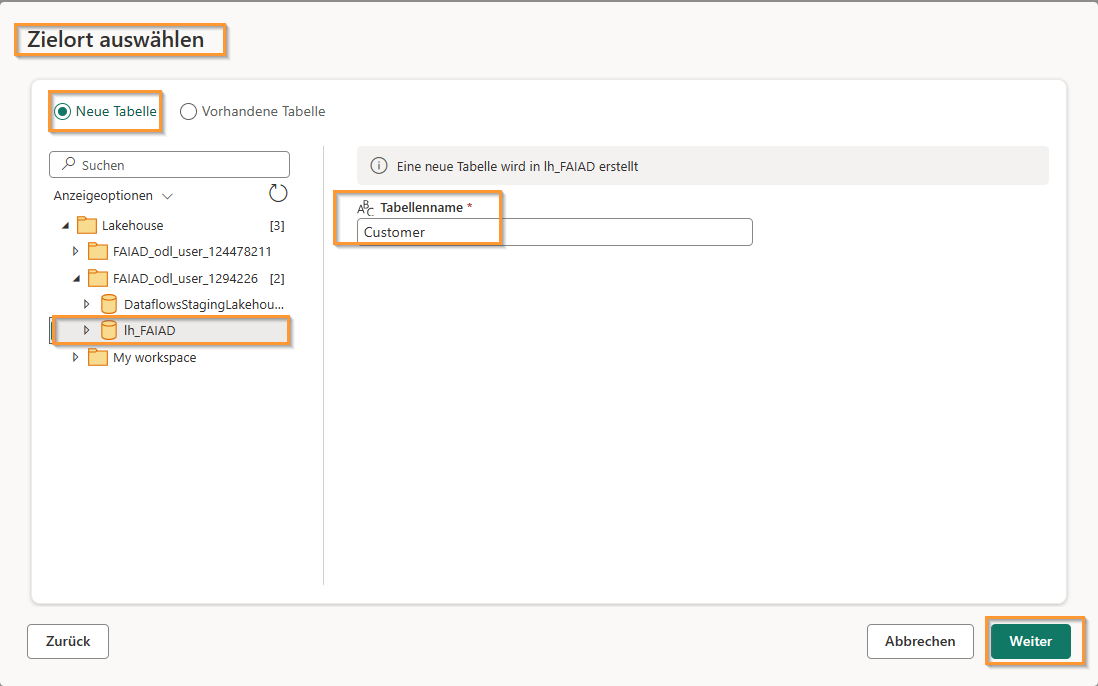 Zielort auswählen
Neue Tabelle
Vorhandene Tabelle
Suchen
Anzeigeoptionen
Lakehouse [3]
FAIAD_odl_user_124478211
FAIAD_odl_user_1294226 [2]
DataflowsStagingLakehou...
lh_FAIAD
My workspace
Eine neue Tabelle wird in lh_FAIAD erstellt
Tabellenname *
Customer
Zurück
Abbrechen
Weiter